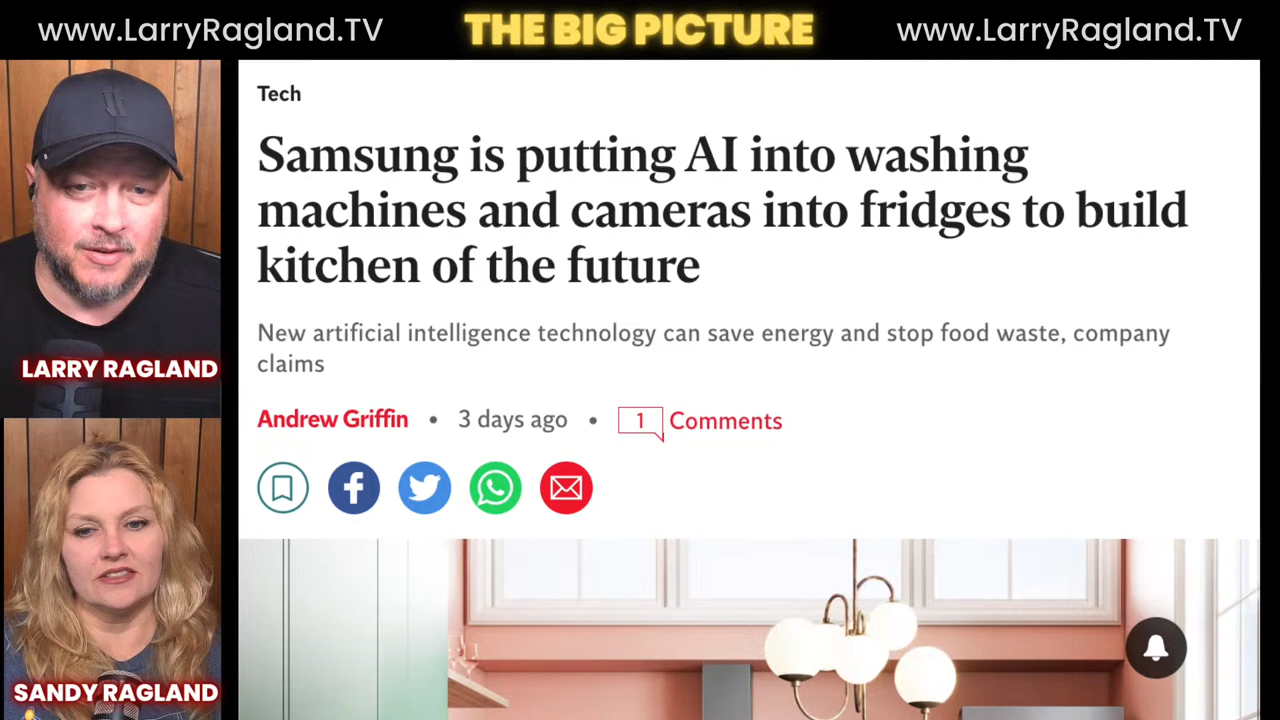 www.LarryRagland.TV
THE BIG PICTURE
www.LarryRagland.TV
LARRY RAGLAND
SANDY RAGLAND
Tech
Samsung is putting AI into washing
machines and cameras into fridges to build
kitchen of the future
New artificial intelligence technology can save energy and stop food waste, company
claims
Andrew Griffin • 3 days ago • 1 Comments